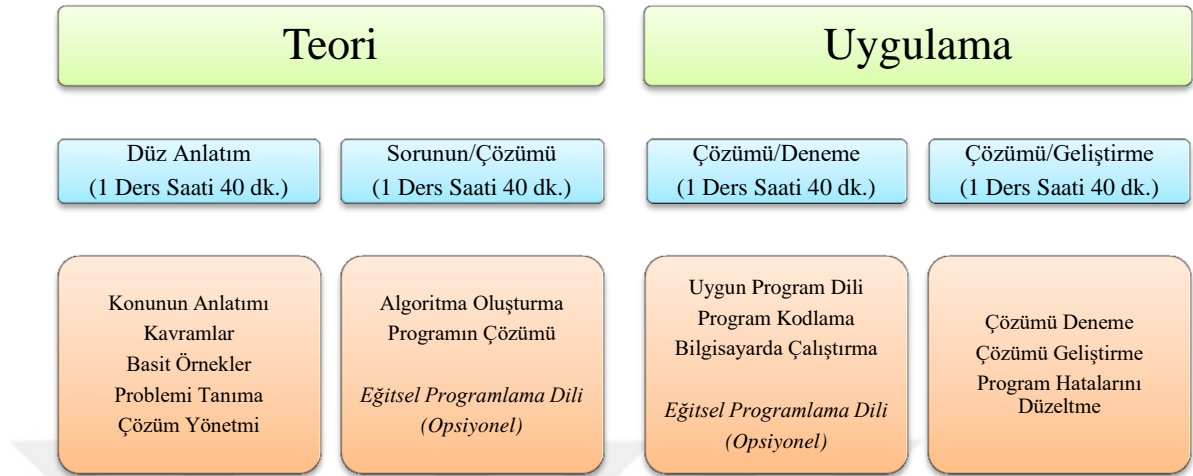 Teori
Uygulama
Düz Anlatım
(1 Ders Saati 40 dk.)
Sorunun/Çözümü
(1 Ders Saati 40 dk.)
Çözümü/Deneme
(1 Ders Saati 40 dk.)
Çözümü/Geliştirme
(1 Ders Saati 40 dk.)
Konunun Anlatımı
Kavramlar
Basit Örnekler
Problemi Tanıma
Çözüm Yönetmi
Algoritma Oluşturma
Programın Çözümü
Eğitsel Programlama Dili
(Opsiyonel)
Uygun Program Dili
Program Kodlama
Bilgisayarda Çalıştırma
Eğitsel Programlama Dili
(Opsiyonel)
Çözümü Deneme
Çözümü Geliştirme
Program Hatalarını
Düzeltme